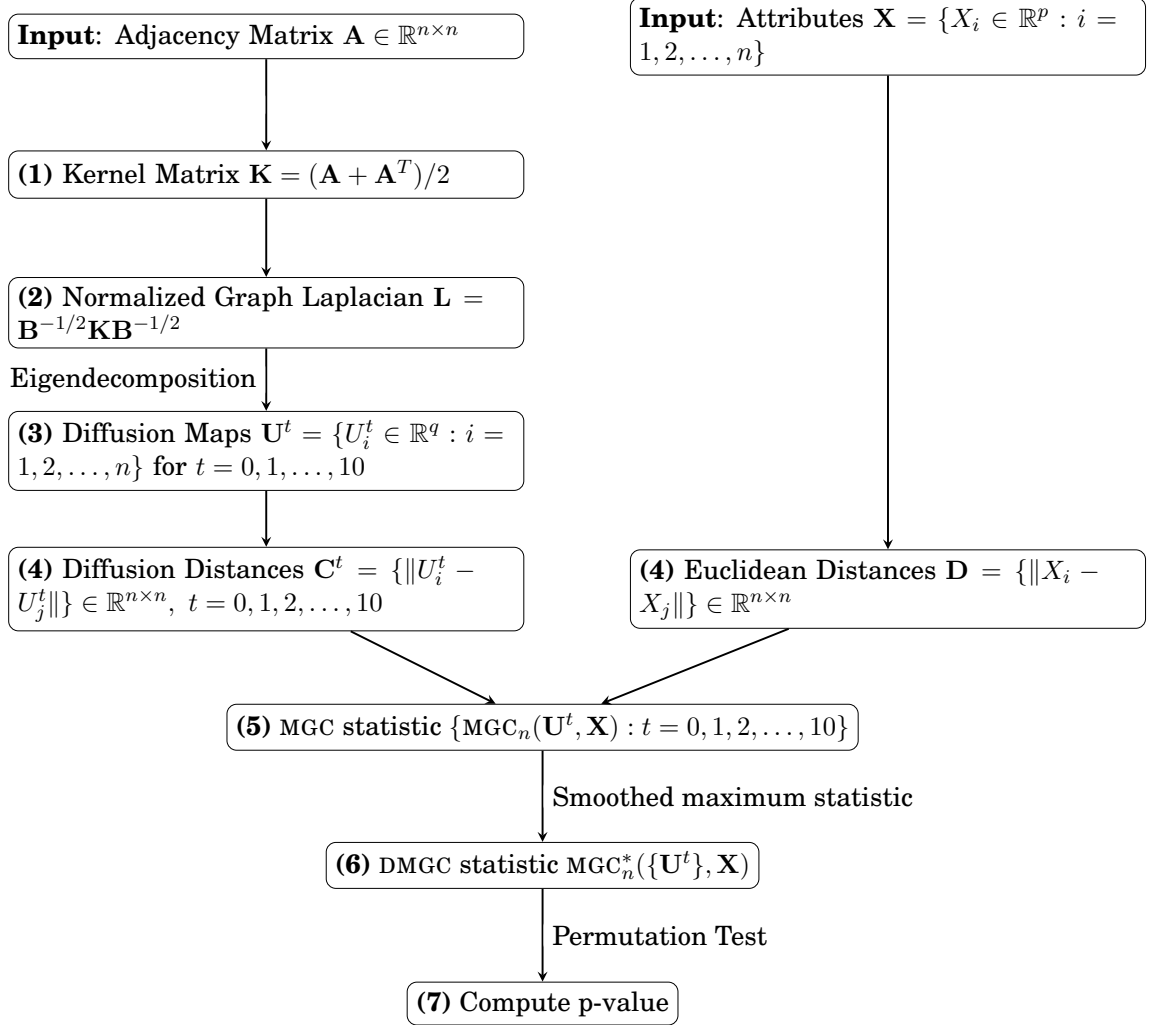 Input: Adjacency Matrix A ∈ ℝ^{n×n}
Input: Attributes X = {X_i ∈ ℝ^p : i =
1, 2, . . . , n}
(1) Kernel Matrix K = (A + A^T)/2
(2) Normalized Graph Laplacian L =
B^{−1/2}KB^{−1/2}
Eigendecomposition
(3) Diffusion Maps U^t = {U_i^t ∈ ℝ^q : i =
1, 2, . . . , n} for t = 0, 1, . . . , 10
(4) Diffusion Distances C^t = {‖U_i^t −
U_j^t‖} ∈ ℝ^{n×n}, t = 0, 1, 2, . . . , 10
(4) Euclidean Distances D = {‖X_i −
X_j‖} ∈ ℝ^{n×n}
(5) MGC statistic {MGC_n(U^t, X) : t = 0, 1, 2, . . . , 10}
Smoothed maximum statistic
(6) DMGC statistic MGC_n^*({U^t}, X)
Permutation Test
(7) Compute p-value